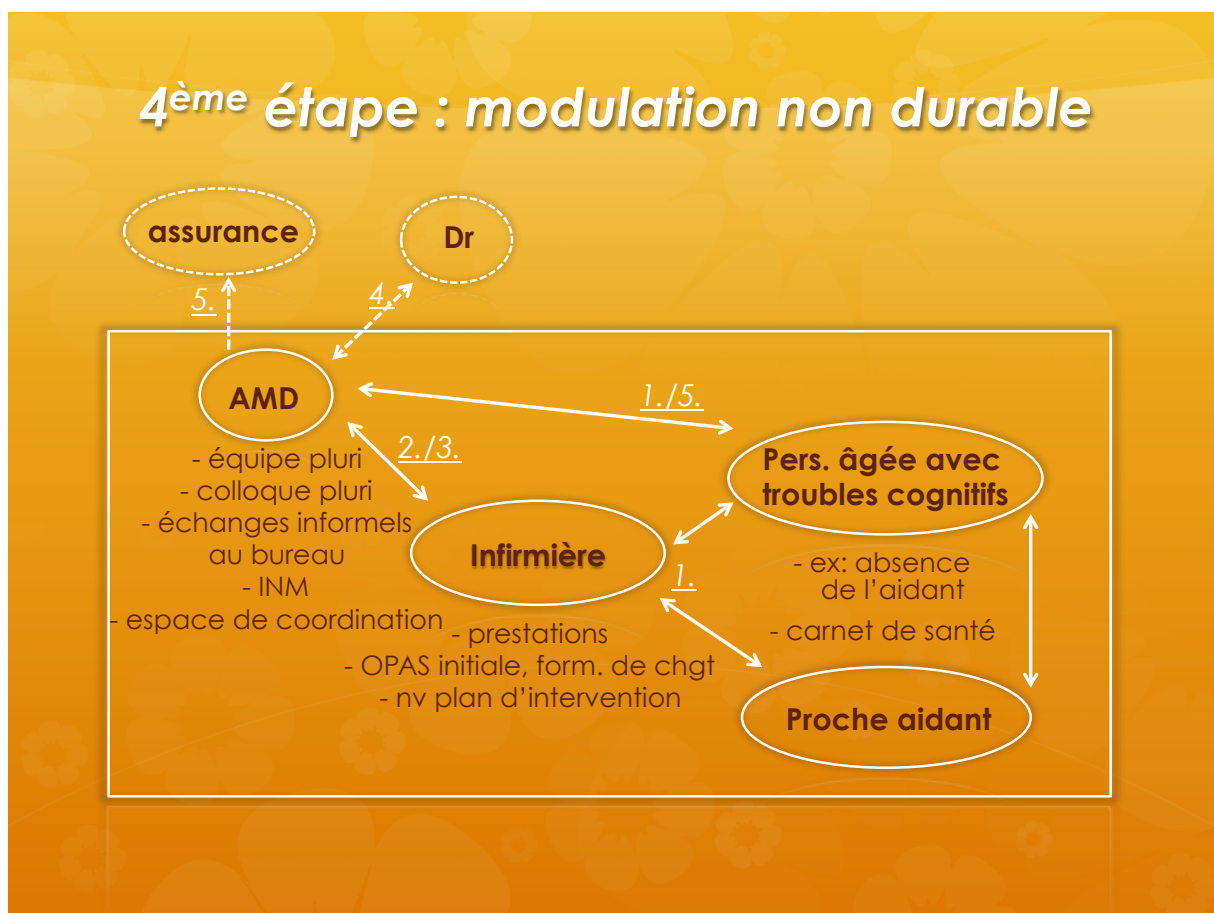 4ème étape : modulation non durable
assurance
Dr
5.
4.
AMD
1./5.
2./3.
- équipe pluri
- colloque pluri
- échanges informels
au bureau
- INM
- espace de coordination
Pers. âgée avec
troubles cognitifs
Infirmière
1.
- ex: absence
de l'aidant
- carnet de santé
- prestations
- OPAS initiale, form. de chgt
- nv plan d'intervention
Proche aidant